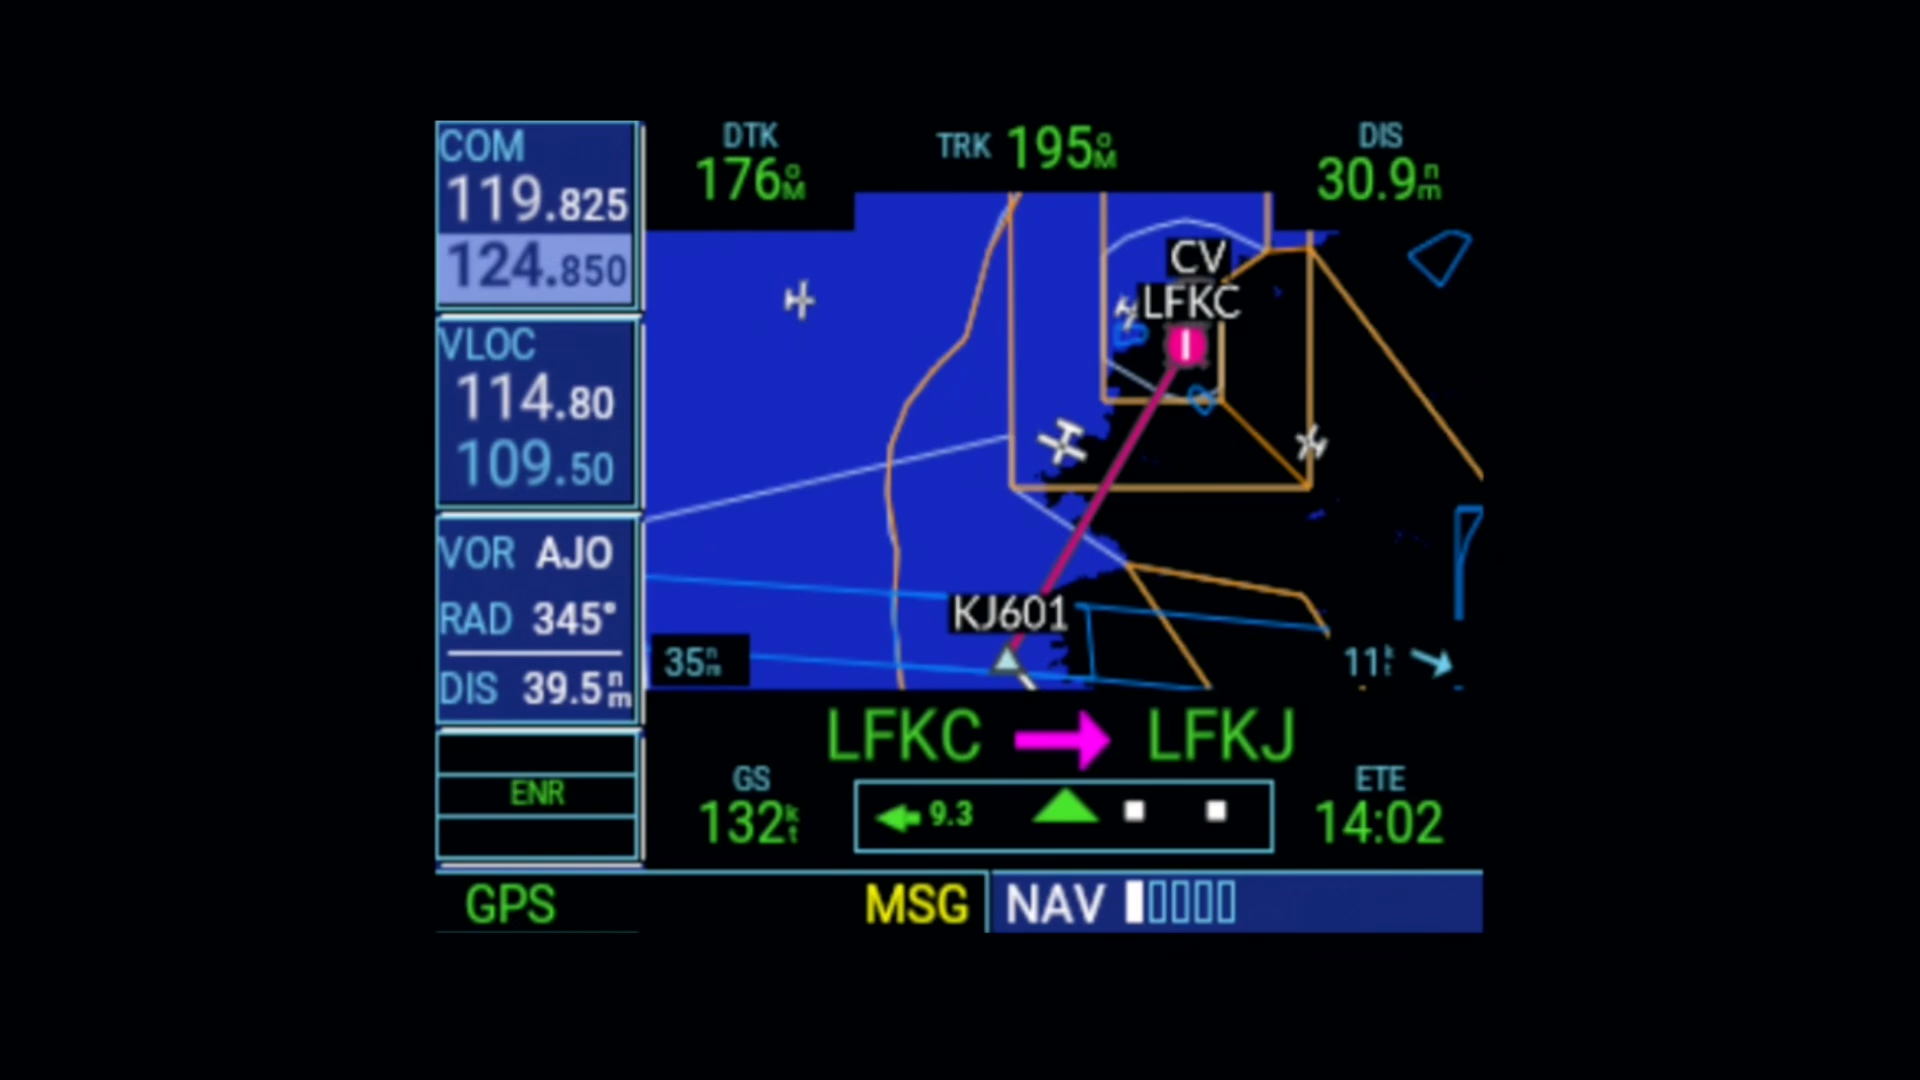 COM
119.825
124.850
VLOC
114.80
109.50
VOR AJO
RAD 345°
DIS 39.5nm
ENR
GPS
DTK
176°M
TRK 195°M
DIS
30.9nm
CV
LFKC
KJ601
35nm
11kt
LFKC LFKJ
GS
132kt
9.3
ETE
14:02
MSG
NAV